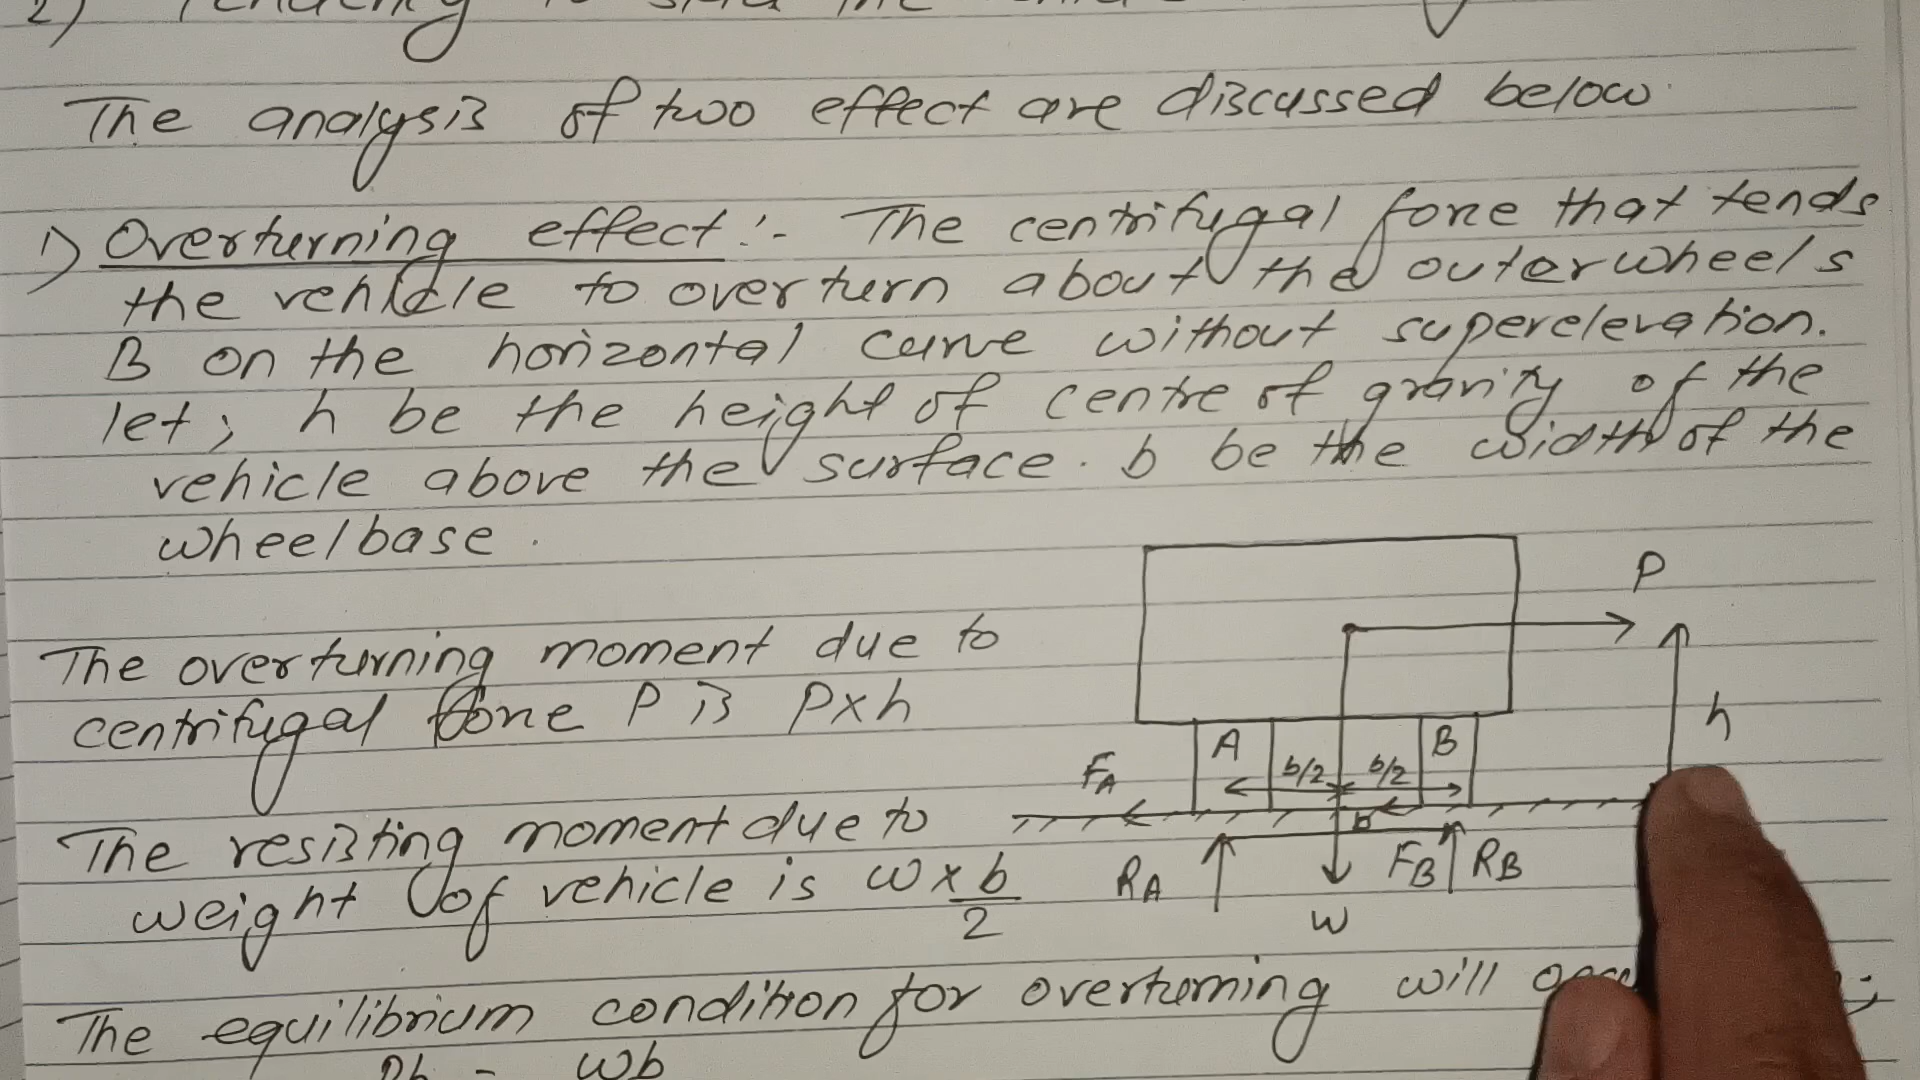 2)
The analysis of two effect are discussed below.
1) Overturning effect :- The centrifugal force that tends
the vehicle to overturn about the outer wheels
B on the horizontal curve without superelevation.
let, h be the height of centre of gravity of the
vehicle above the surface. b be the width of the
wheelbase.
The overturning moment due to
centrifugal force P is P×h
The resisting moment due to
weight of vehicle is W×b/2
The equilibrium condition for overturning will
Ph = Wb
P
h
A
B
b/2
b/2
b
FA
RA
W
FB
RB